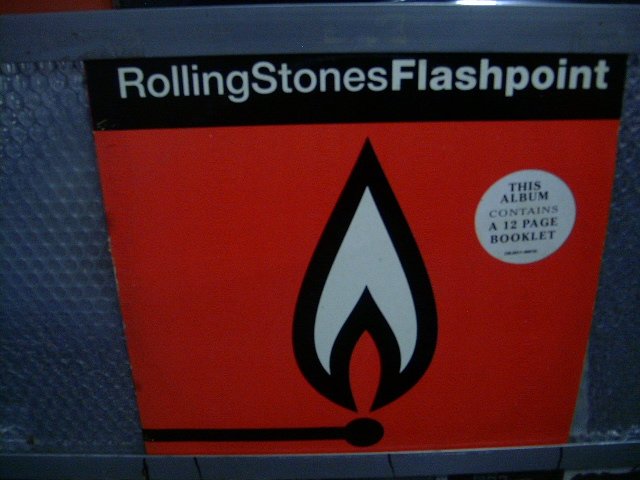 RollingStonesFlashpoint
THIS
ALBUM
CONTAINS
A 12 PAGE
BOOKLET